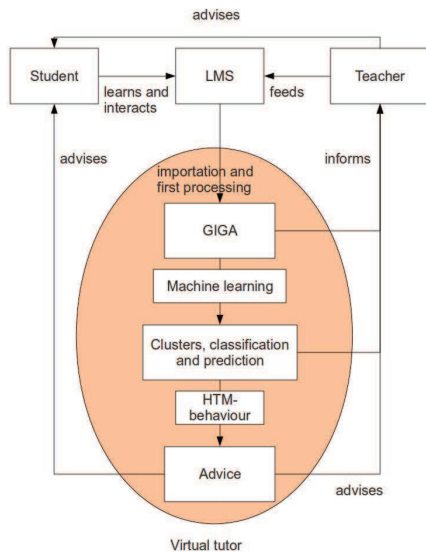 advises
Student
LMS
Teacher
learns and
interacts
feeds
advises
informs
importation and
first processing
GIGA
Machine learning
Clusters, classification
and prediction
HTM-
behaviour
Advice
advises
Virtual tutor